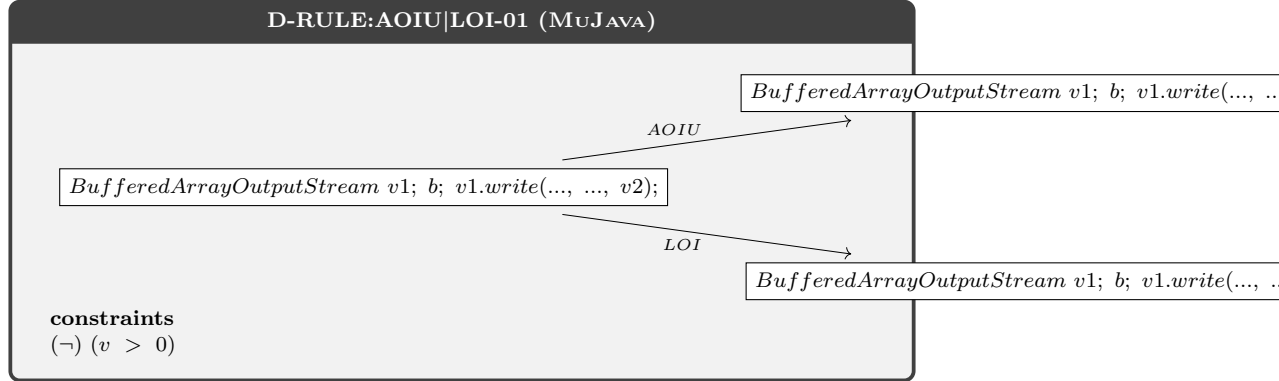 D-RULE:AOIU|LOI-01 (MUJAVA)
BufferedArrayOutputStream v1; b; v1.write(..., ..
AOIU
BufferedArrayOutputStream v1; b; v1.write(..., ..., v2);
LOI
BufferedArrayOutputStream v1; b; v1.write(..., ..
constraints
(¬) (v > 0)